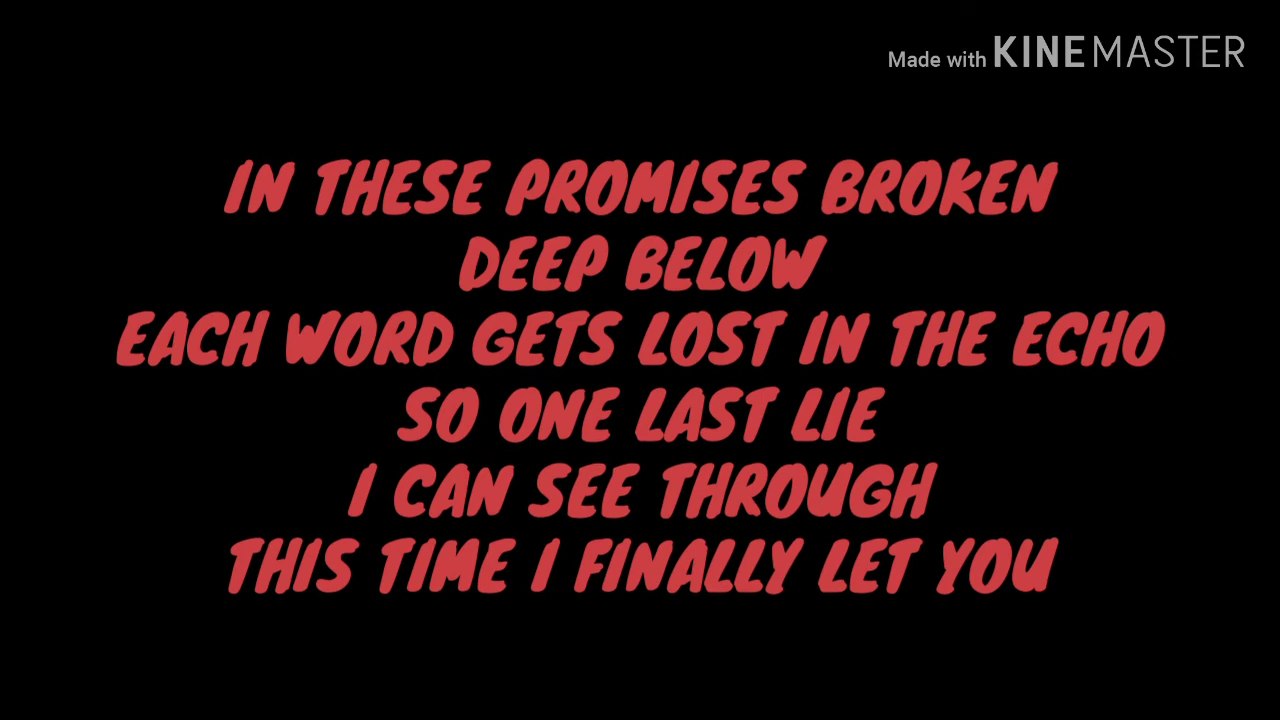 Made with KINEMASTER
IN THESE PROMISES BROKEN
DEEP BELOW
EACH WORD GETS LOST IN THE ECHO
SO ONE LAST LIE
I CAN SEE THROUGH
THIS TIME I FINALLY LET YOU